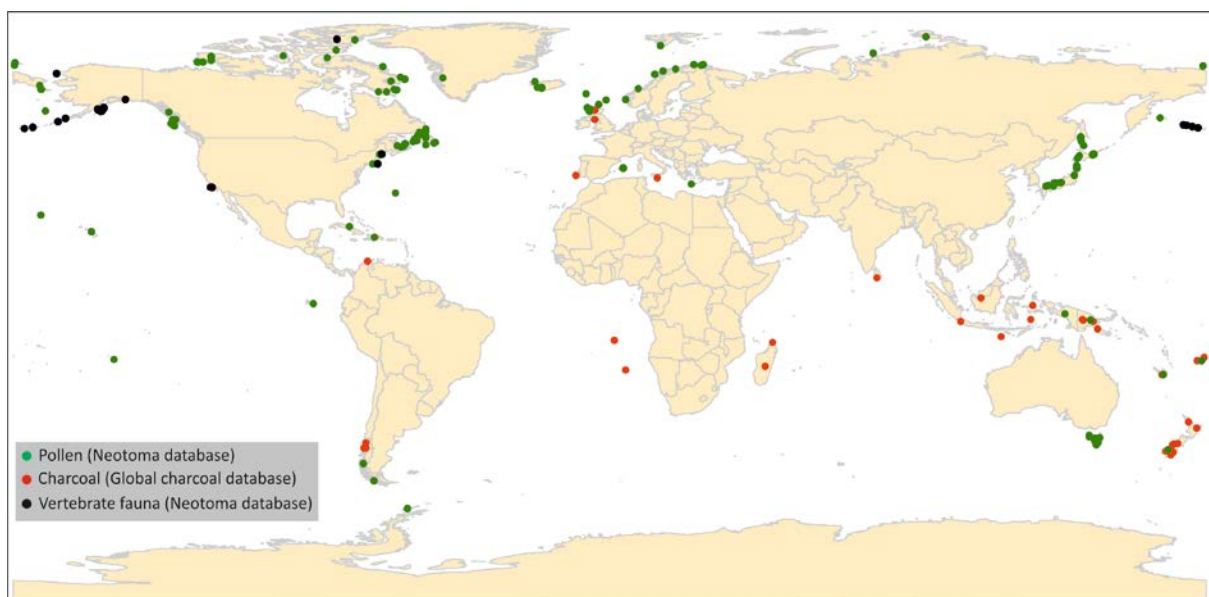 Pollen (Neotoma database)
Charcoal (Global charcoal database)
Vertebrate fauna (Neotoma database)